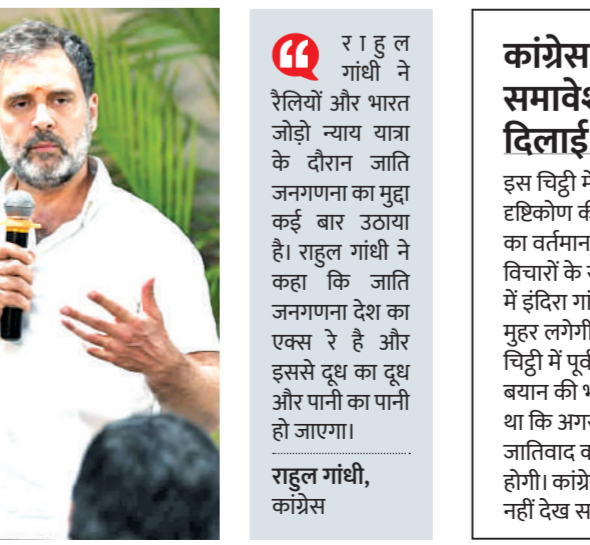 राहुल
गांधी ने
रैलियों और भारत
जोड़ो न्याय यात्रा
के दौरान जाति
जनगणना का मुद्दा
कई बार उठाया
है। राहुल गांधी ने
कहा कि जाति
जनगणना देश का
एक्स रे है और
इससे दूध का दूध
और पानी का पानी
हो जाएगा।
राहुल गांधी,
कांग्रेस
कांग्रेस
समावेश
दिलाई
इस चिट्ठी में
दृष्टिकोण की
का वर्तमान
विचारों के
में इंदिरा गां
मुहर लगेगी
चिट्ठी में पूर्व
बयान की
था कि अगर
जातिवाद
होगी। कांग्रे
नहीं देख स